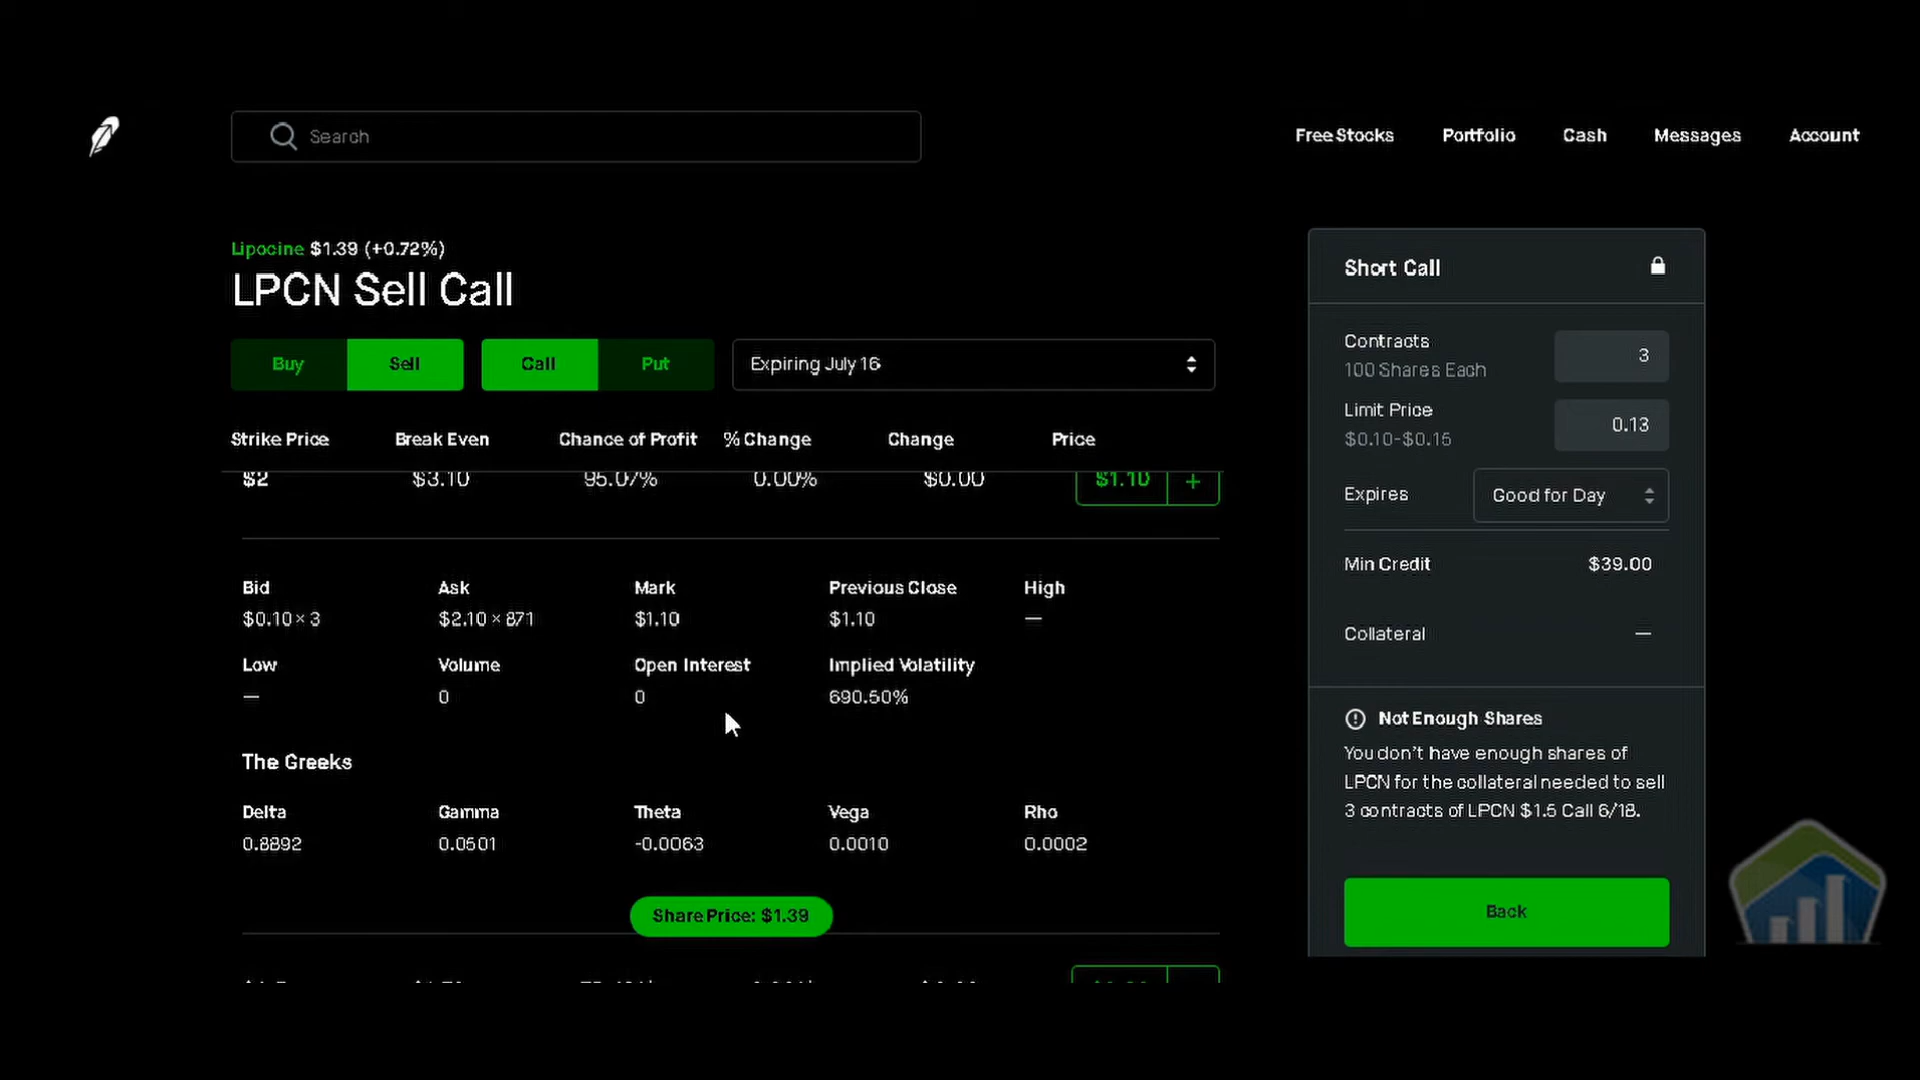 Search
Free Stocks Portfolio Cash Messages Account
Lipocine $1.39 (+0.72%)
LPCN Sell Call
Buy Sell Call Put Expiring July 16
Strike Price Break Even Chance of Profit % Change Change Price
$2 $3.10 95.07% 0.00% $0.00 $1.10 +
Bid Ask Mark Previous Close High
$0.10 × 3 $2.10 × 871 $1.10 $1.10 —
Low Volume Open Interest Implied Volatility
— 0 0 690.50%
The Greeks
Delta Gamma Theta Vega Rho
0.8892 0.0501 -0.0063 0.0010 0.0002
Share Price: $1.39
Short Call
Contracts 3
100 Shares Each
Limit Price 0.13
$0.10-$0.15
Expires Good for Day
Min Credit $39.00
Collateral —
Not Enough Shares
You don't have enough shares of
LPCN for the collateral needed to sell
3 contracts of LPCN $1.5 Call 6/18.
Back